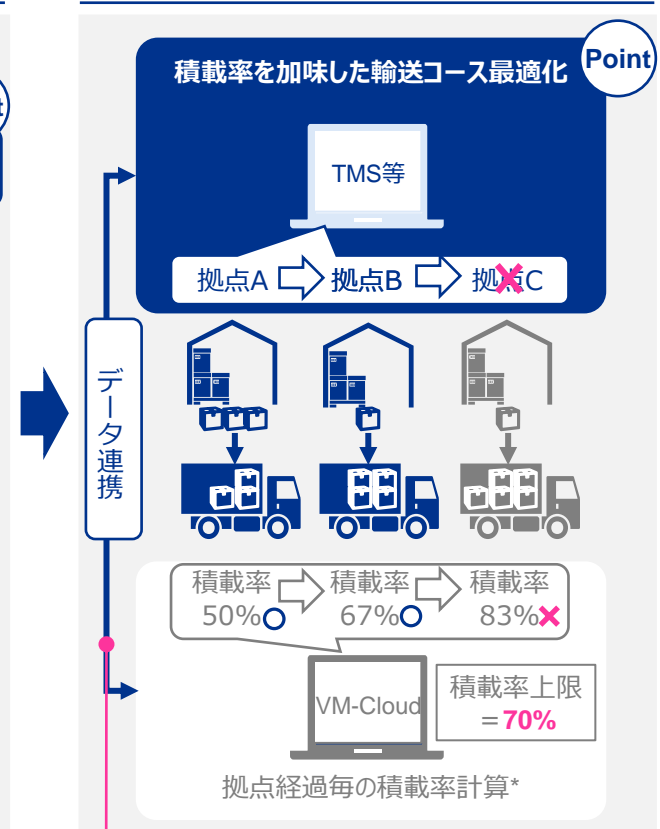 Point
積載率を加味した輸送コース最適化
TMS等
拠点A
拠点B
拠点C
データ連携
積載率
50%
積載率
67%
積載率
83%
VM-Cloud
積載率上限
＝70%
拠点経過毎の積載率計算*